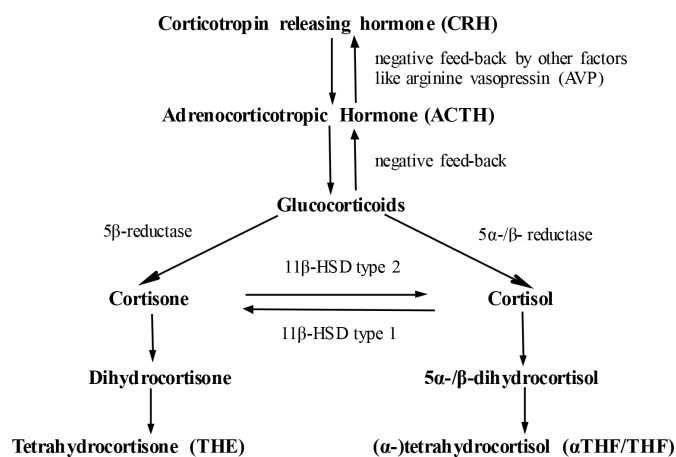 Corticotropin releasing hormone (CRH)
negative feed-back by other factors
like arginine vasopressin (AVP)
Adrenocorticotropic Hormone (ACTH)
negative feed-back
Glucocorticoids
5β-reductase
5α-/β- reductase
11β-HSD type 2
Cortisone
Cortisol
11β-HSD type 1
Dihydrocortisone
5α-/β-dihydrocortisol
Tetrahydrocortisone (THE)
(α-)tetrahydrocortisol (αTHF/THF)